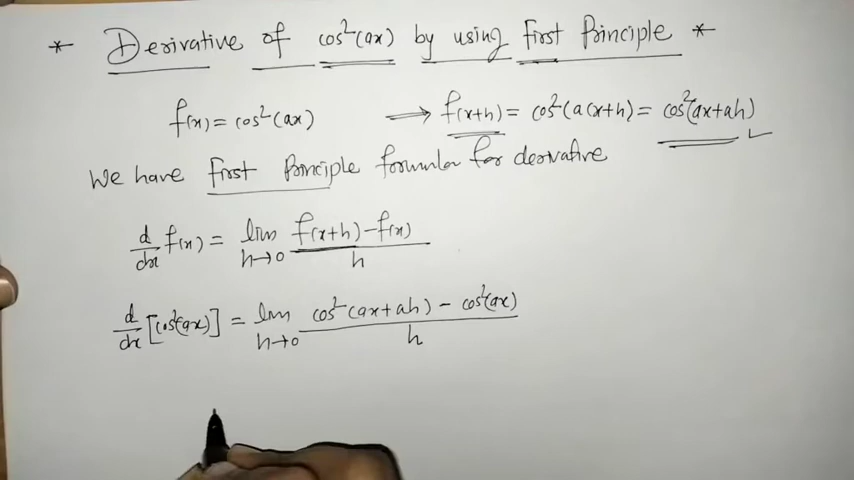 * Derivative of cos²(ax) by using First Principle *
f(x) = cos²(ax) ⟶ f(x+h) = cos²(a(x+h) = cos²(ax+ah) ✓
We have First Principle formula for derivative
d/dx f(x) = lim h→0 f(x+h)-f(x) / h
d/dx [cos²(ax)] = lim h→0 cos²(ax+ah) - cos²(ax) / h